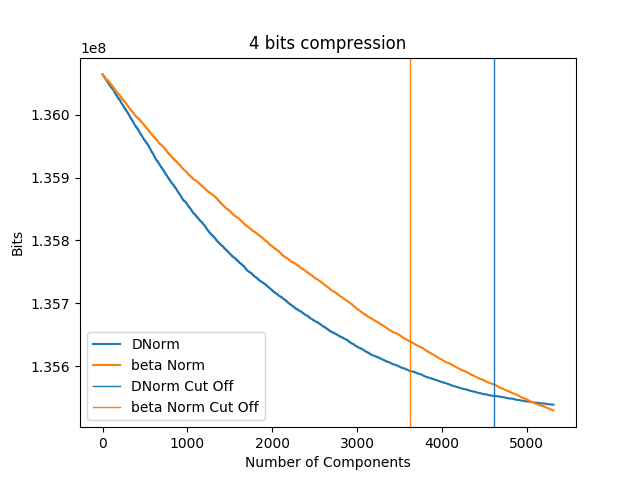 4 bits compression
1e8
1.360
1.359
1.358
1.357
1.356
Bits
DNorm
beta Norm
DNorm Cut Off
beta Norm Cut Off
0 1000 2000 3000 4000 5000
Number of Components